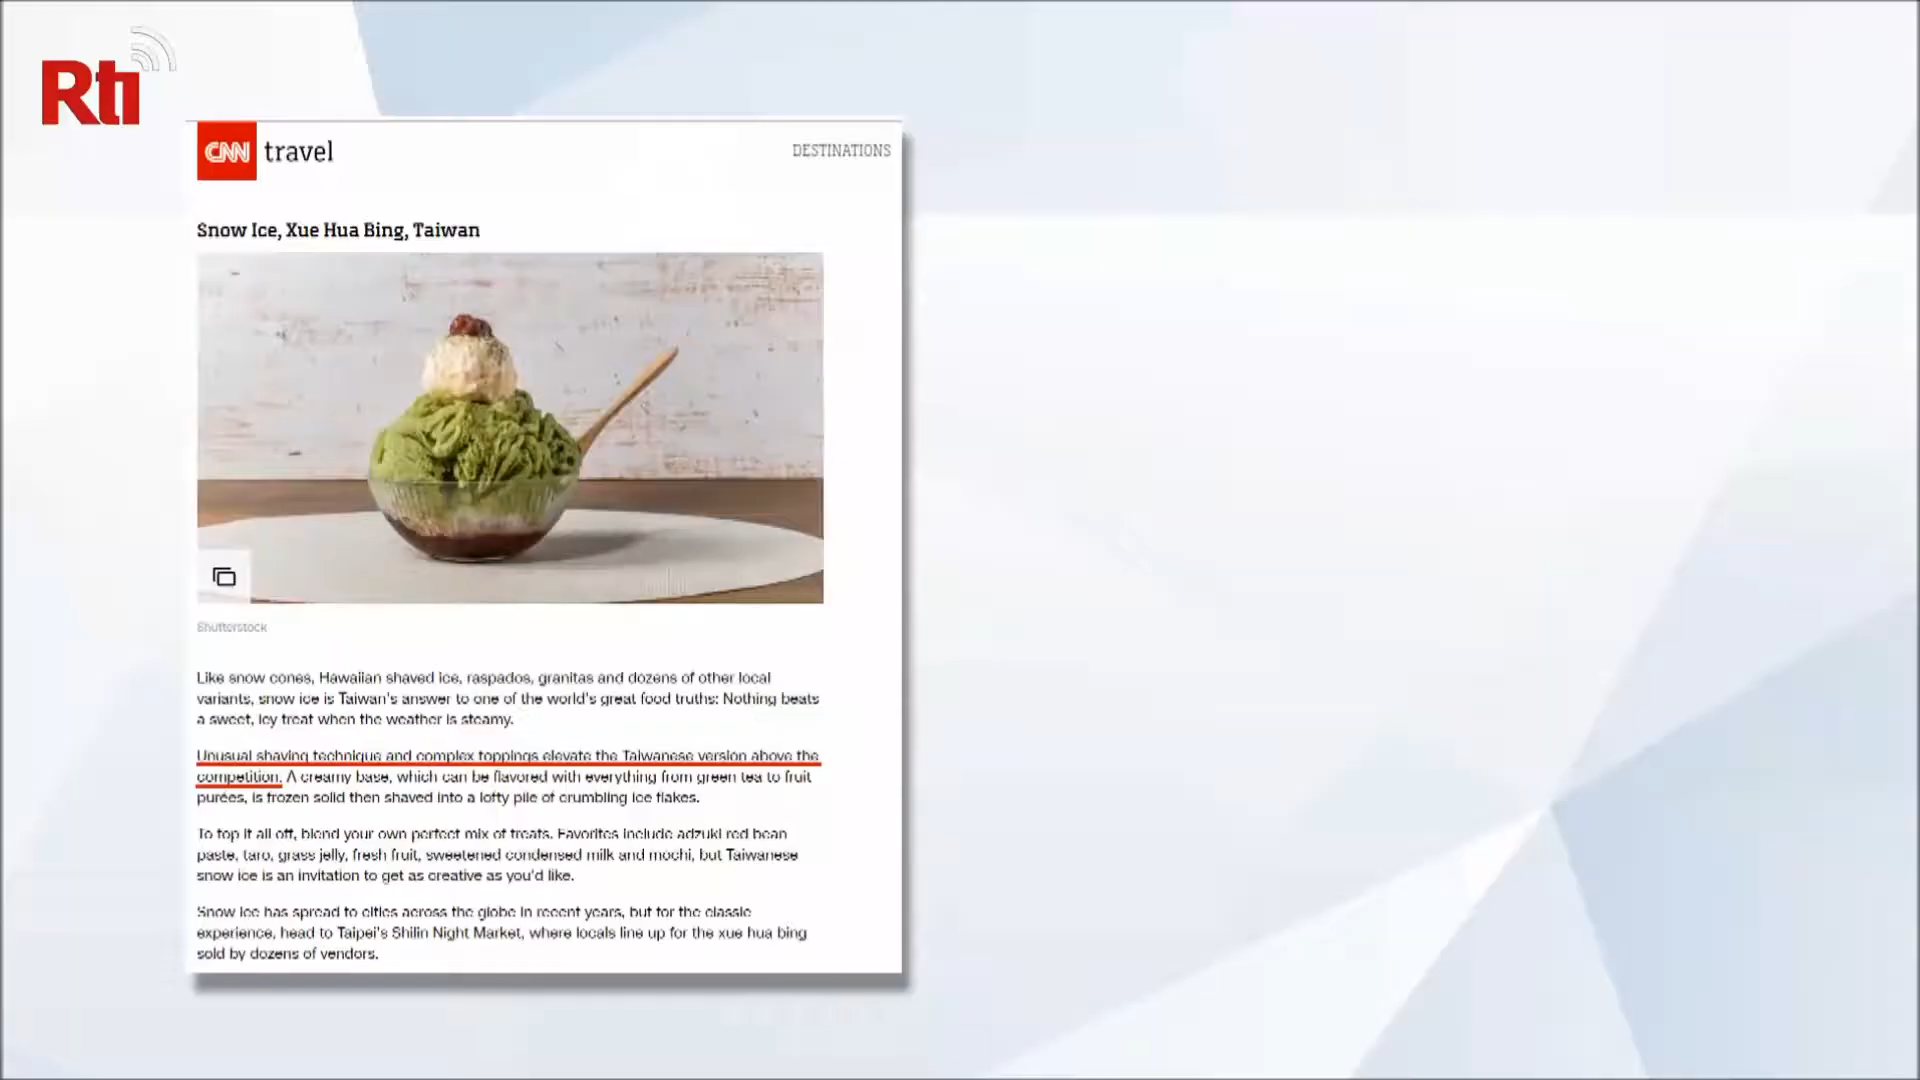 Rti
CNN travel
DESTINATIONS
Snow Ice, Xue Hua Bing, Taiwan
Shutterstock
Like snow cones, Hawaiian shaved ice, raspados, granitas and dozens of other local
variants, snow ice is Taiwan's answer to one of the world's great food truths: Nothing beats
a sweet, icy treat when the weather is steamy.
Unusual shaving technique and complex toppings elevate the Taiwanese version above the
competition. A creamy base, which can be flavored with everything from green tea to fruit
purées, is frozen solid then shaved into a lofty pile of crumbling ice flakes.
To top it all off, blend your own perfect mix of treats. Favorites include adzuki red bean
paste, taro, grass jelly, fresh fruit, sweetened condensed milk and mochi, but Taiwanese
snow ice is an invitation to get as creative as you'd like.
Snow ice has spread to cities across the globe in recent years, but for the classic
experience, head to Taipei's Shilin Night Market, where locals line up for the xue hua bing
sold by dozens of vendors.